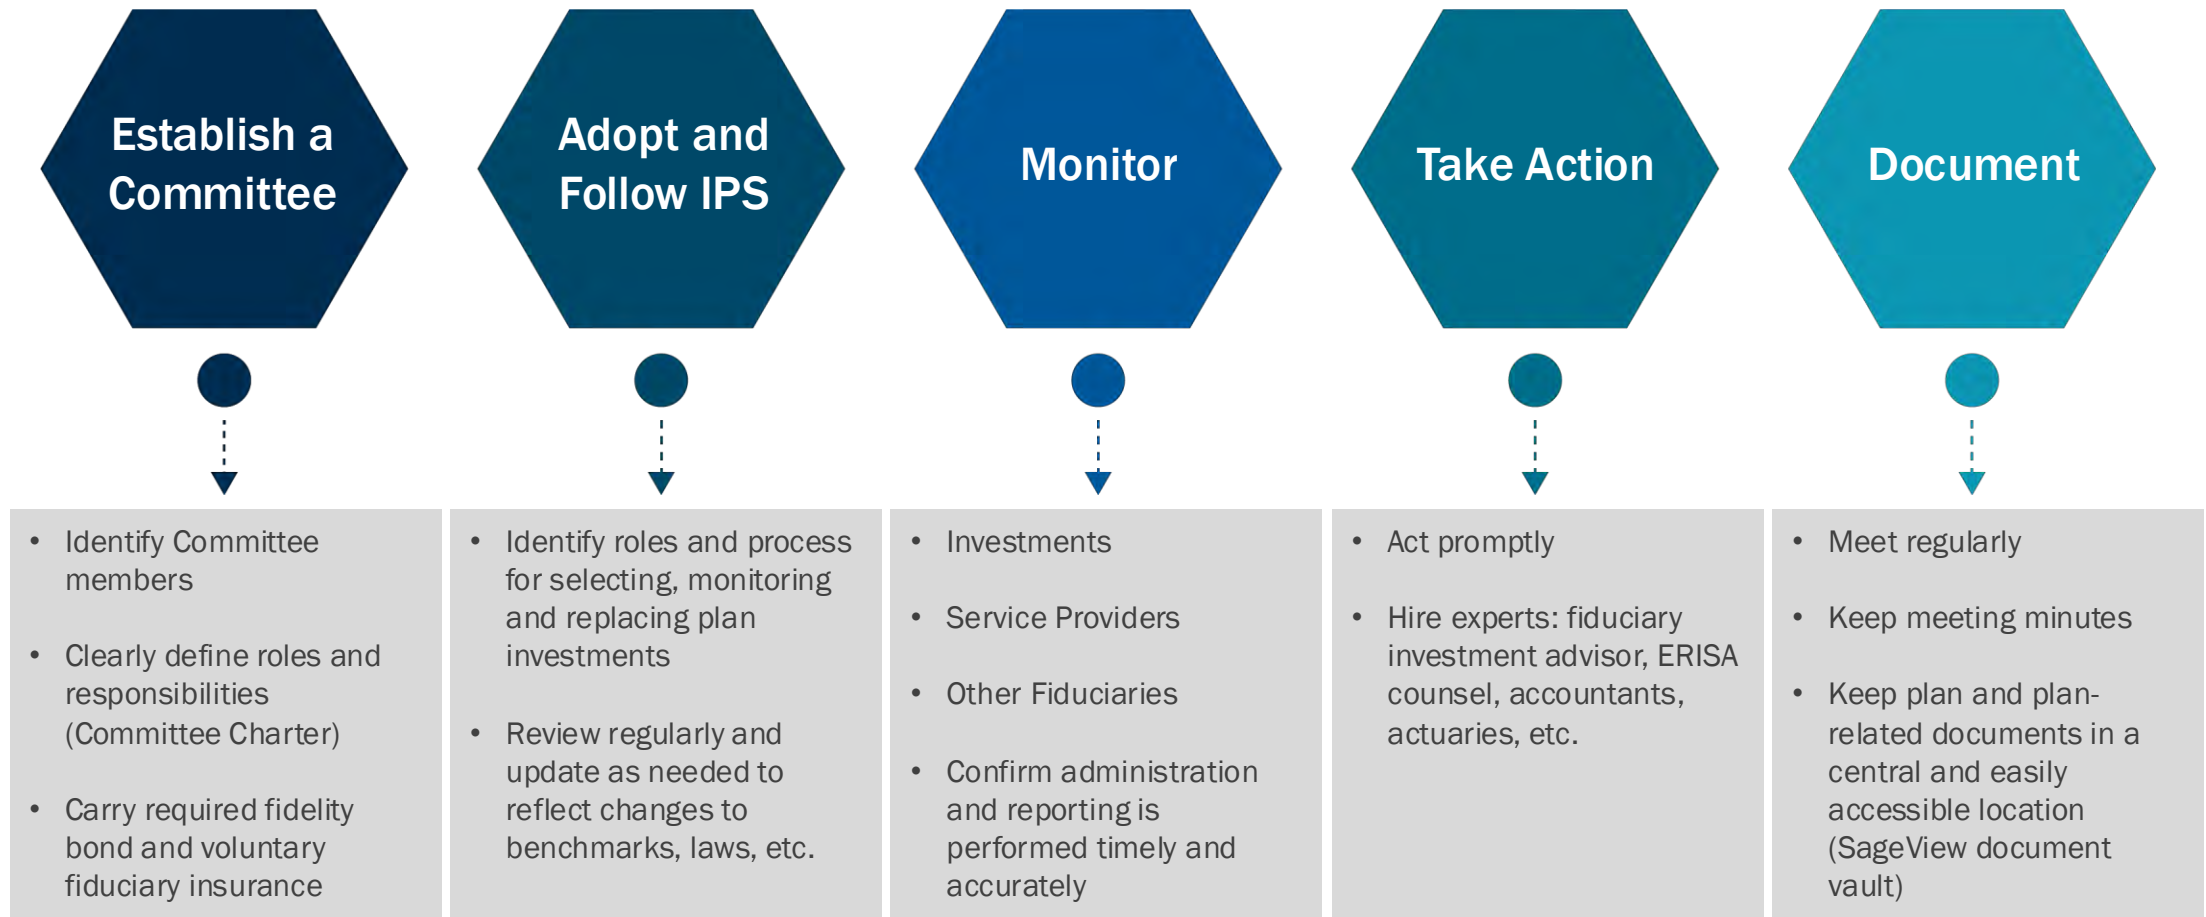 Establish a
Committee
Adopt and
Follow IPS
Monitor
Take Action
Document
• Identify Committee
members
• Clearly define roles and
responsibilities
(Committee Charter)
• Carry required fidelity
bond and voluntary
fiduciary insurance
• Identify roles and process
for selecting, monitoring
and replacing plan
investments
• Review regularly and
update as needed to
reflect changes to
benchmarks, laws, etc.
• Investments
• Service Providers
• Other Fiduciaries
• Confirm administration
and reporting is
performed timely and
accurately
• Act promptly
• Hire experts: fiduciary
investment advisor, ERISA
counsel, accountants,
actuaries, etc.
• Meet regularly
• Keep meeting minutes
• Keep plan and plan-
related documents in a
central and easily
accessible location
(SageView document
vault)